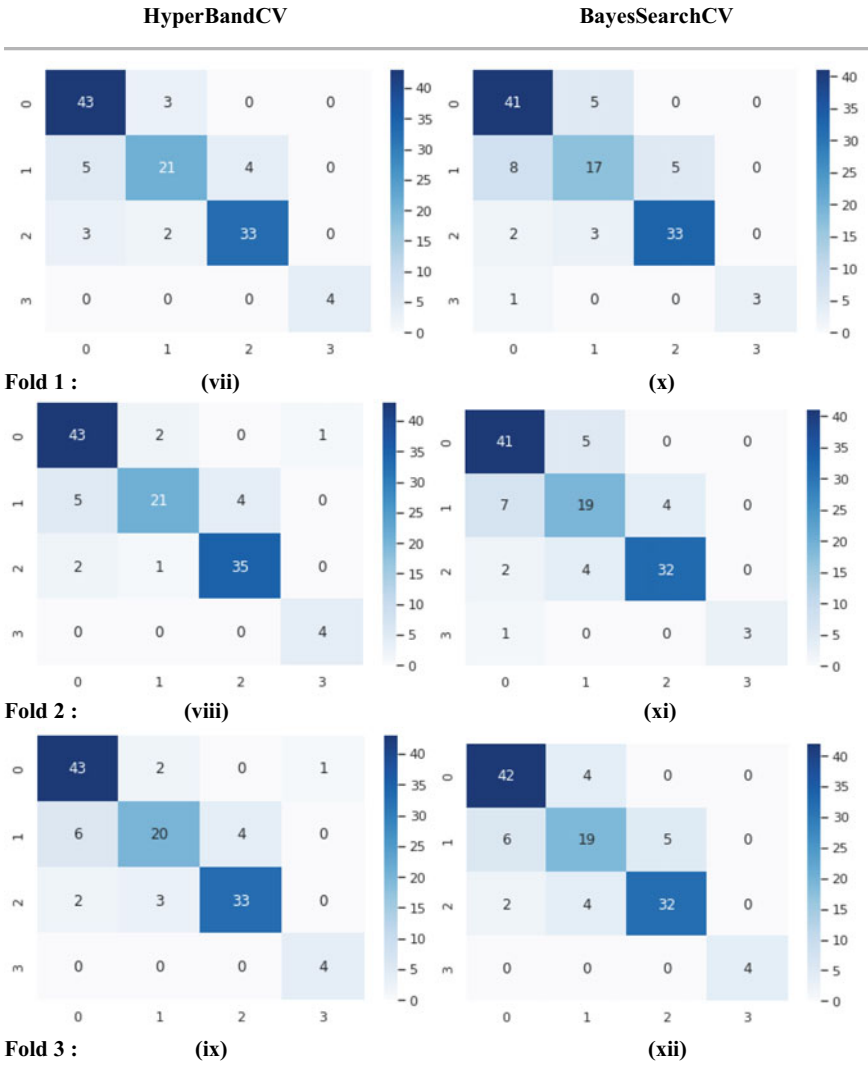 HyperBandCV BayesSearchCV
0 43 3 0 0 40 0 41 5 0 0 40
35 35
1 5 21 4 0 30 1 8 17 5 0 30
25 25
20 20
2 3 2 33 0 15 2 2 3 33 0 15
10 10
3 0 0 0 4 5 3 1 0 0 3 5
0 0
0 1 2 3 0 1 2 3
Fold 1 : (vii) (x)
0 43 2 0 1 40 0 41 5 0 0 40
35 35
1 5 21 4 0 30 1 7 19 4 0 30
25 25
20 20
2 2 1 35 0 15 2 2 4 32 0 15
10 10
3 0 0 0 4 5 3 1 0 0 3 5
0 0
0 1 2 3 0 1 2 3
Fold 2 : (viii) (xi)
0 43 2 0 1 40 0 42 4 0 0 40
35 35
1 6 20 4 0 30 1 6 19 5 0 30
25 25
20 20
2 2 3 33 0 15 2 2 4 32 0 15
10 10
3 0 0 0 4 5 3 0 0 0 4 5
0 0
0 1 2 3 0 1 2 3
Fold 3 : (ix) (xii)